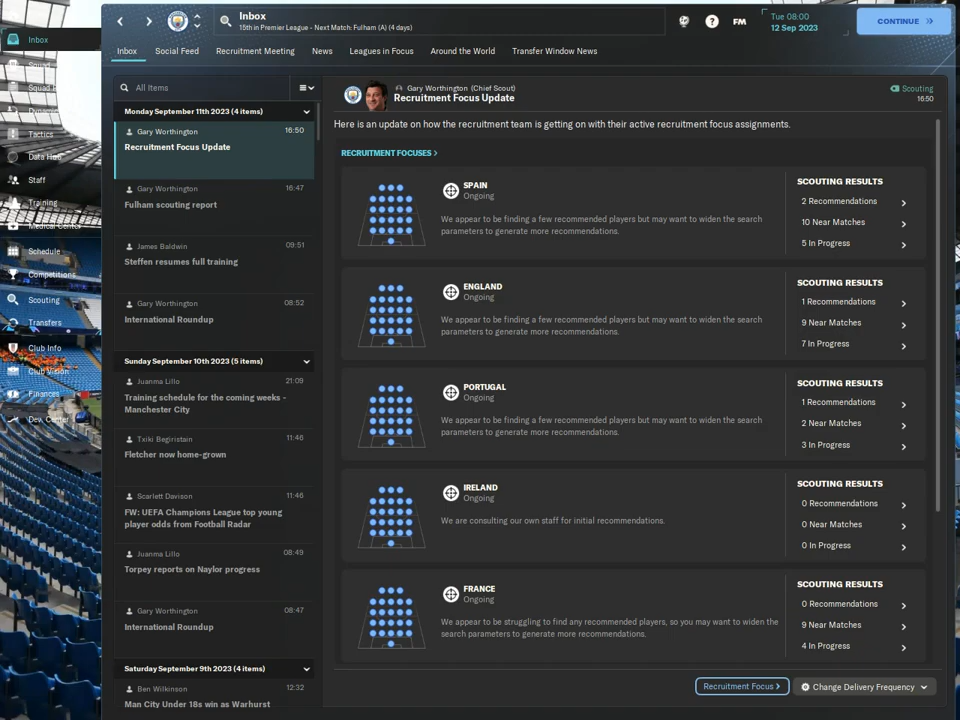 Inbox
15th in Premier League - Next Match: Fulham (A) (4 days)
FM
Tue 08:00
12 Sep 2023
CONTINUE
Inbox
Social Feed
Recruitment Meeting
News
Leagues in Focus
Around the World
Transfer Window News
Inbox
Squad
Tactics
Data Hub
Staff
Training
Medical Center
Schedule
Competitions
Scouting
Transfers
Club Info
Club Vision
Finances
Dev. Center
All Items
Monday September 11th 2023 (4 items)
Gary Worthington 16:50
Recruitment Focus Update
Gary Worthington 16:47
Fulham scouting report
James Baldwin 09:51
Steffen resumes full training
Gary Worthington 08:52
International Roundup
Sunday September 10th 2023 (5 items)
Juanma Lillo 21:09
Training schedule for the coming weeks -
Manchester City
Txiki Begiristain 11:46
Fletcher now home-grown
Scarlett Davison 11:46
FW: UEFA Champions League top young
player odds from Football Radar
Juanma Lillo 08:49
Torpey reports on Naylor progress
Gary Worthington 08:47
International Roundup
Saturday September 9th 2023 (4 items)
Ben Wilkinson 12:32
Man City Under 18s win as Warhurst
Gary Worthington (Chief Scout)
Recruitment Focus Update
Scouting
16:50
Here is an update on how the recruitment team is getting on with their active recruitment focus assignments.
RECRUITMENT FOCUSES >
SPAIN
Ongoing
We appear to be finding a few recommended players but may want to widen the search
parameters to generate more recommendations.
SCOUTING RESULTS
2 Recommendations
10 Near Matches
5 In Progress
ENGLAND
Ongoing
We appear to be finding a few recommended players but may want to widen the search
parameters to generate more recommendations.
SCOUTING RESULTS
1 Recommendations
9 Near Matches
7 In Progress
PORTUGAL
Ongoing
We appear to be finding a few recommended players but may want to widen the search
parameters to generate more recommendations.
SCOUTING RESULTS
1 Recommendations
2 Near Matches
3 In Progress
IRELAND
Ongoing
We are consulting our own staff for initial recommendations.
SCOUTING RESULTS
0 Recommendations
0 Near Matches
0 In Progress
FRANCE
Ongoing
We appear to be struggling to find any recommended players, so you may want to widen the
search parameters to generate more recommendations.
SCOUTING RESULTS
0 Recommendations
9 Near Matches
4 In Progress
Recruitment Focus >
Change Delivery Frequency